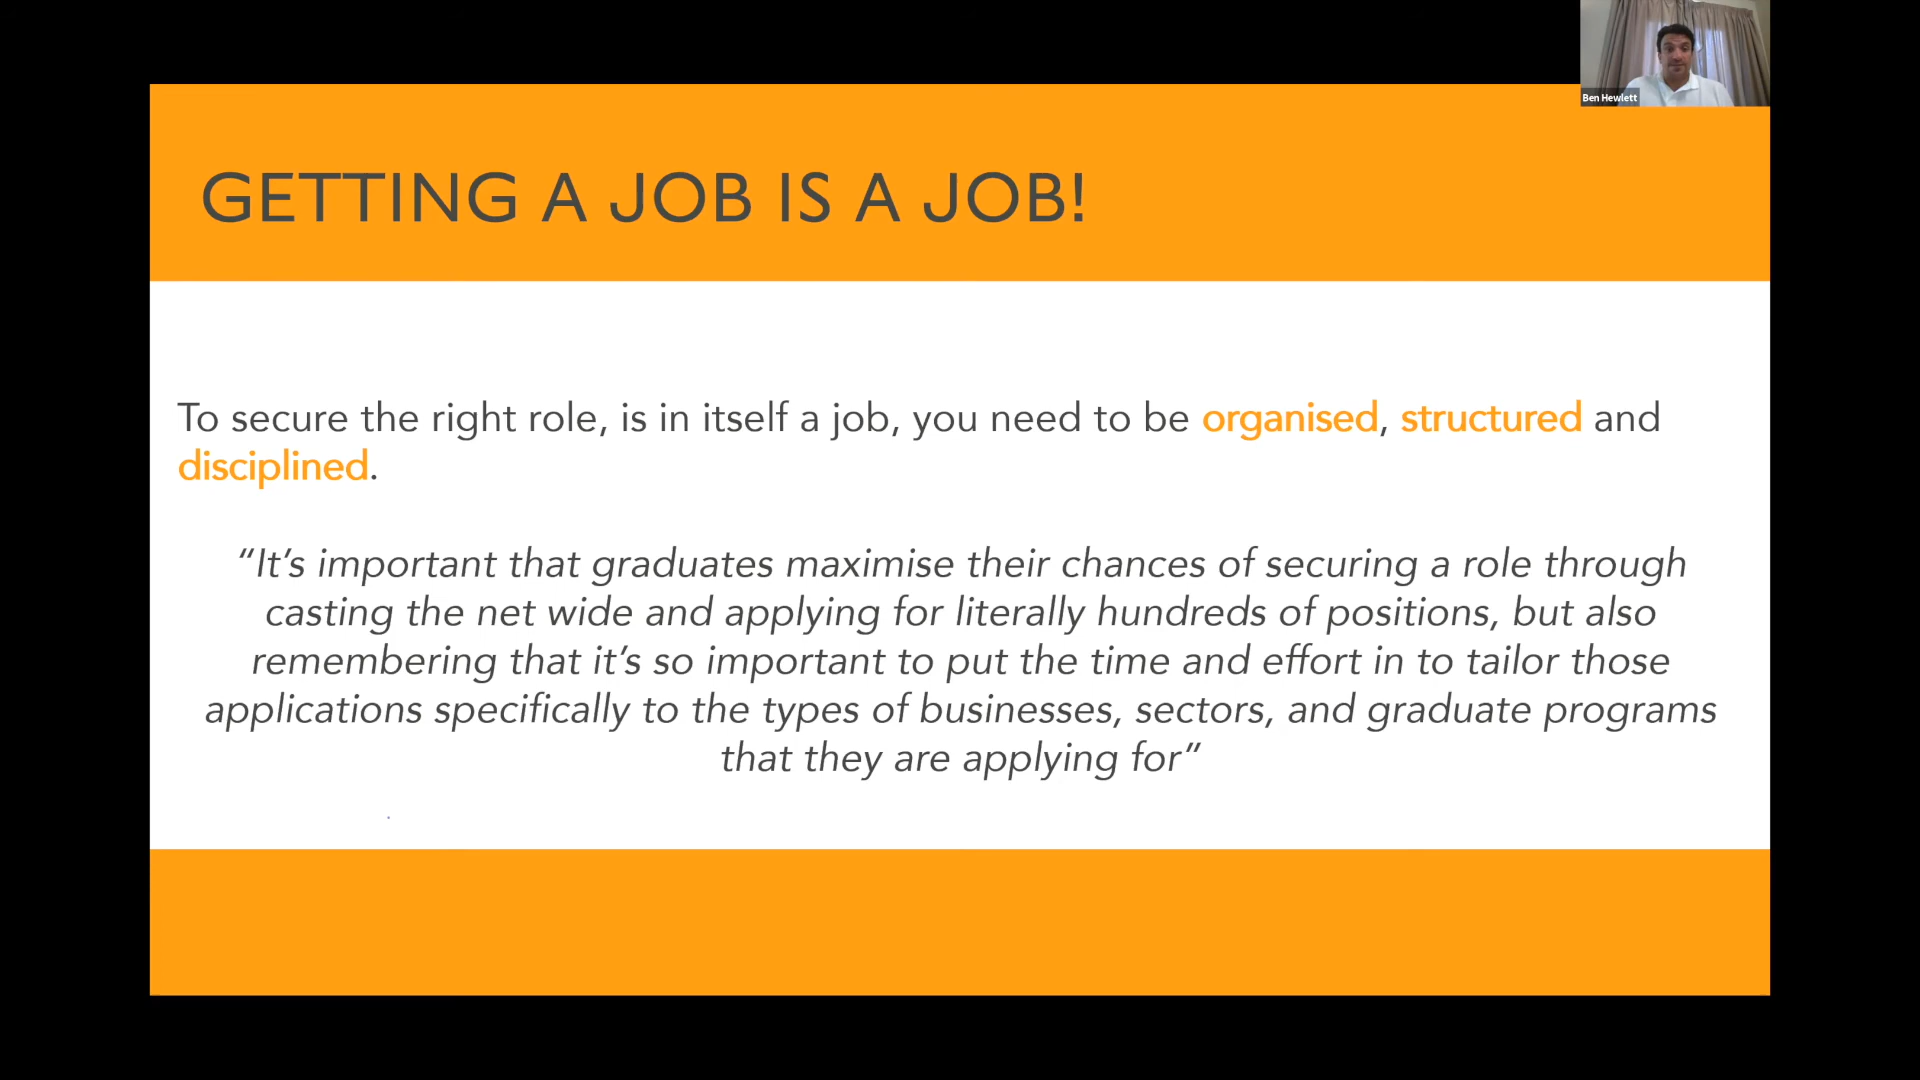 Ben Hewlett
GETTING A JOB IS A JOB!
To secure the right role, is in itself a job, you need to be organised, structured and
disciplined.
“It’s important that graduates maximise their chances of securing a role through
casting the net wide and applying for literally hundreds of positions, but also
remembering that it’s so important to put the time and effort in to tailor those
applications specifically to the types of businesses, sectors, and graduate programs
that they are applying for”